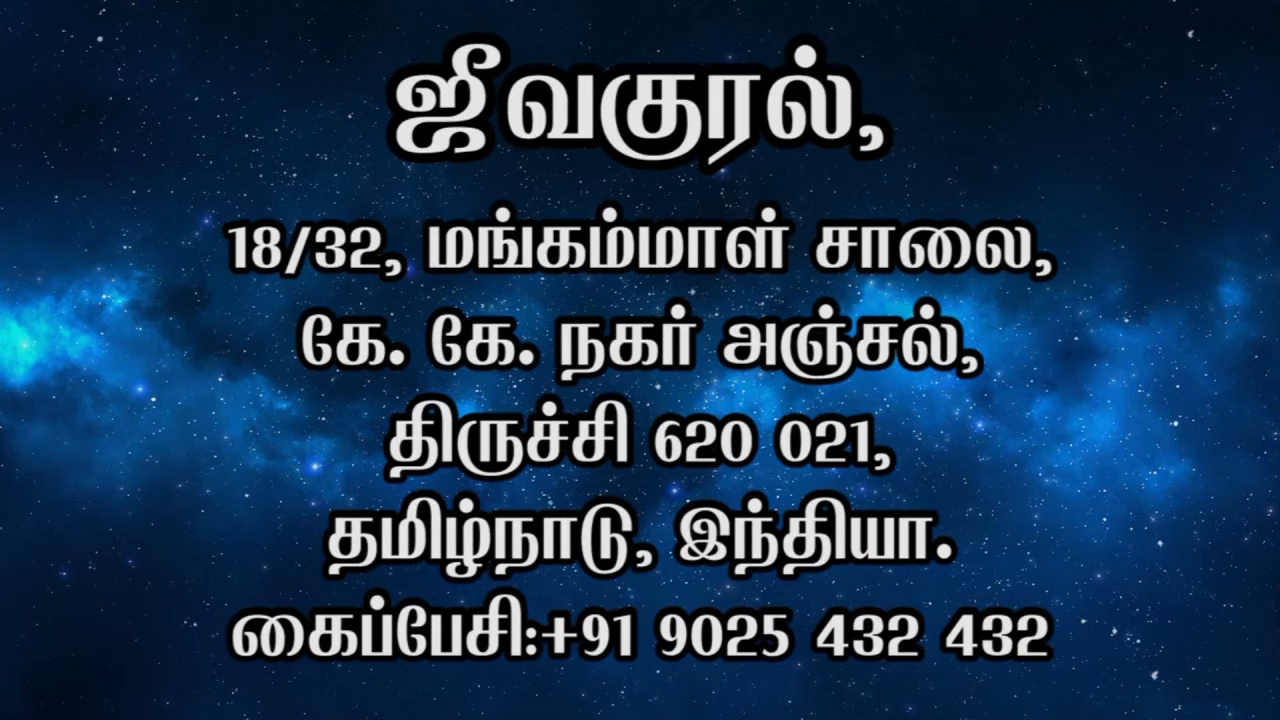 ஜீவகுரல்,
18/32, மங்கம்மாள் சாலை,
கே. கே. நகர் அஞ்சல்,
திருச்சி 620 021,
தமிழ்நாடு, இந்தியா.
கைப்பேசி:+91 9025 432 432